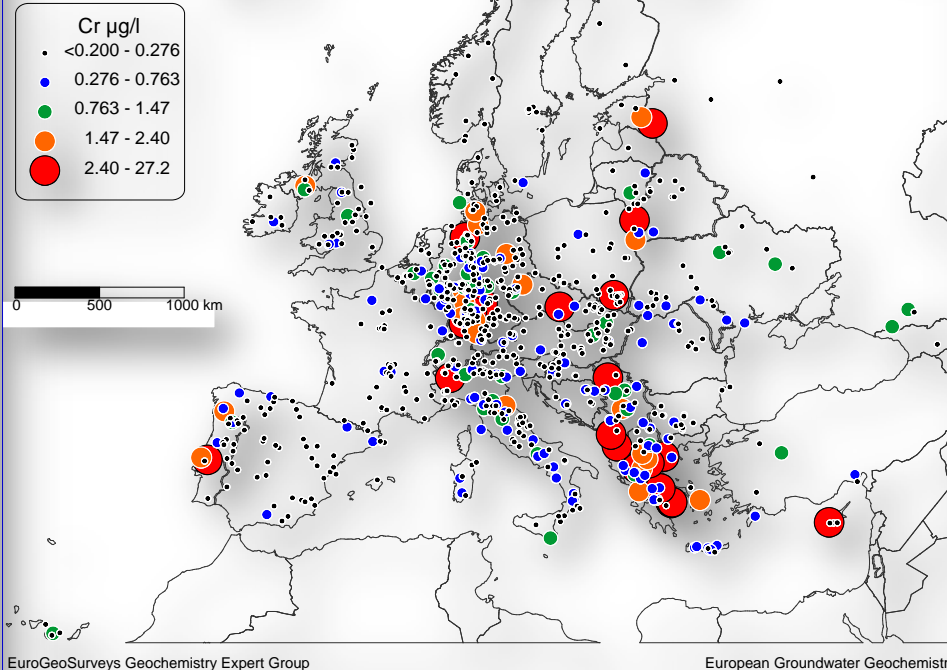 Cr µg/l
<0.200 - 0.276
0.276 - 0.763
0.763 - 1.47
1.47 - 2.40
2.40 - 27.2
0 500 1000 km
EuroGeoSurveys Geochemistry Expert Group
European Groundwater Geochemistr